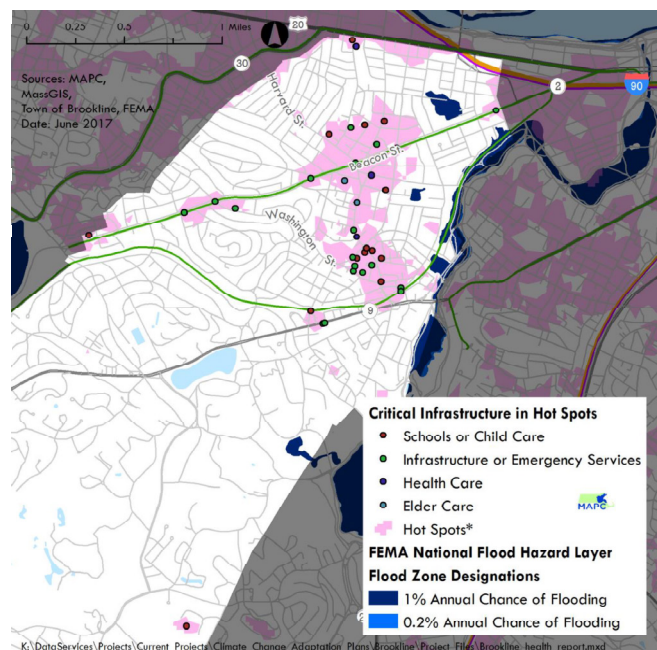 0 0.25 0.5 1 Miles
20
30
2
90
Sources: MAPC,
MassGIS,
Town of Brookline, FEMA
Date: June 2017
Harvard St.
Beacon St.
Washington St.
9
Critical Infrastructure in Hot Spots
Schools or Child Care
Infrastructure or Emergency Services
Health Care
Elder Care
MAPC
Hot Spots*
FEMA National Flood Hazard Layer
Flood Zone Designations
1% Annual Chance of Flooding
0.2% Annual Chance of Flooding
K:\DataServices\Projects\Current_Projects\Climate_Change_Adaptation_Plans\Brookline\Project_Files\Brookline_health_report.mxd